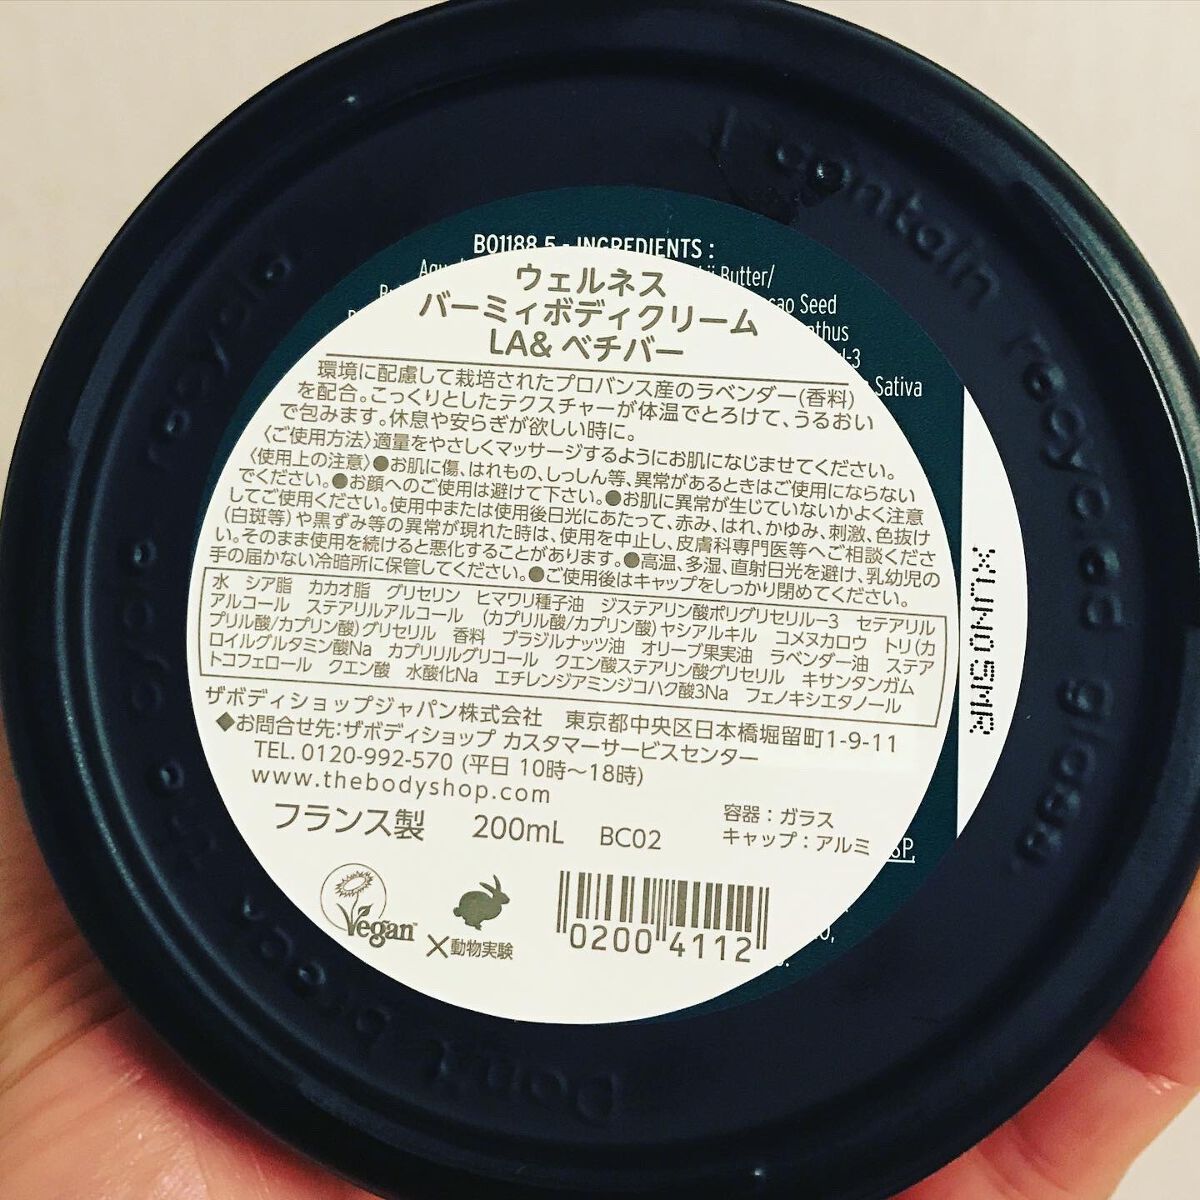 I contain recycled glass.
B01188 5 - INGREDIENTS :
Butter/
Seed
Sativa
ウェルネス
バーミィボディクリーム
LA& ベチバー
環境に配慮して栽培されたプロバンス産のラベンダー(香料)
を配合。こっくりとしたテクスチャーが体温でとろけて、うるおい
で包みます。休息や安らぎが欲しい時に。
〈ご使用方法〉適量をやさしくマッサージするようにお肌になじませてください。
〈使用上の注意〉●お肌に傷、はれもの、しっしん等、異常があるときはご使用にならない
でください。●お顔へのご使用は避けて下さい。●お肌に異常が生じていないかよく注意
してご使用ください。使用中または使用後日光にあたって、赤み、はれ、かゆみ、刺激、色抜け
(白斑等)や黒ずみ等の異常が現れた時は、使用を中止し、皮膚科専門医等へご相談くださ
い。そのまま使用を続けると悪化することがあります。●高温、多湿、直射日光を避け、乳幼児の
手の届かない冷暗所に保管してください。●ご使用後はキャップをしっかり閉めてください。
水 シア脂 カカオ脂 グリセリン ヒマワリ種子油 ジステアリン酸ポリグリセリル-3 セテアリル
アルコール ステアリルアルコール (カプリル酸/カプリン酸)ヤシアルキル コメヌカロウ トリ(カ
プリル酸/カプリン酸)グリセリル 香料 ブラジルナッツ油 オリーブ果実油 ラベンダー油 ステア
ロイルグルタミン酸Na カプリリルグリコール クエン酸ステアリン酸グリセリル キサンタンガム
トコフェロール クエン酸 水酸化Na エチレンジアミンジコハク酸3Na フェノキシエタノール
ザボディショップジャパン株式会社 東京都中央区日本橋堀留町1-9-11
◆お問合せ先:ザボディショップ カスタマーサービスセンター
TEL. 0120-992-570 (平日 10時〜18時)
www.thebodyshop.com
フランス製 200mL BC02
容器：ガラス
キャップ：アルミ
Vegan
×動物実験
02004112